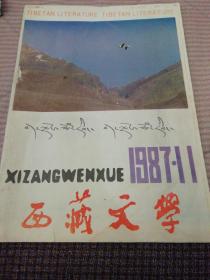 TIBETAN LITERATURE TIBETAN LITERATURE
XIZANGWENXUE 1987·11
西藏文学